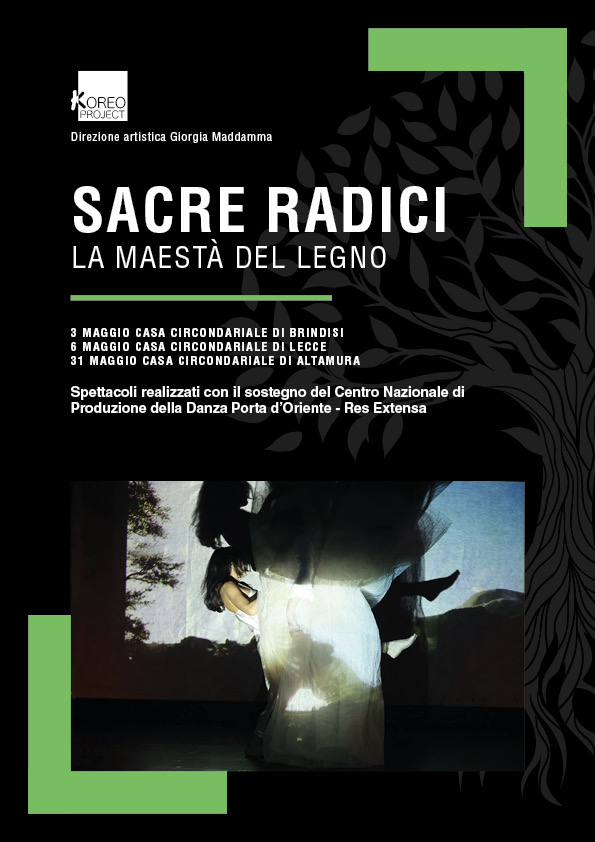 KOREO
PROJECT
Direzione artistica Giorgia Maddamma
SACRE RADICI
LA MAESTÀ DEL LEGNO
3 MAGGIO CASA CIRCONDARIALE DI BRINDISI
6 MAGGIO CASA CIRCONDARIALE DI LECCE
31 MAGGIO CASA CIRCONDARIALE DI ALTAMURA
Spettacoli realizzati con il sostegno del Centro Nazionale di
Produzione della Danza Porta d’Oriente - Res Extensa